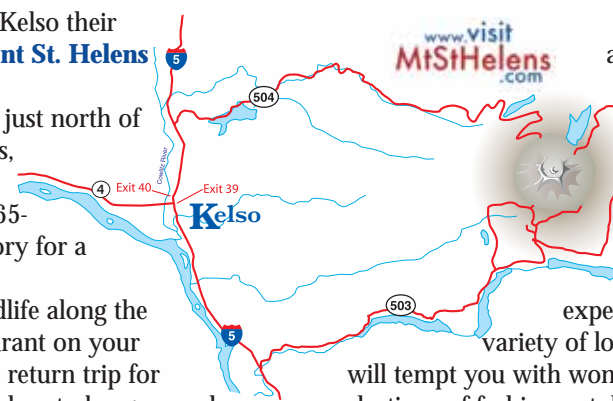 Kelso their
nt St. Helens
just north of
s,
65-
ory for a
dlife along the
urant on your
return trip for
www.visit
MtStHelens
.com
a
5
504
Cowlitz River
4
Exit 40
Exit 39
Kelso
503
5
expe
variety of lo
will tempt you with won